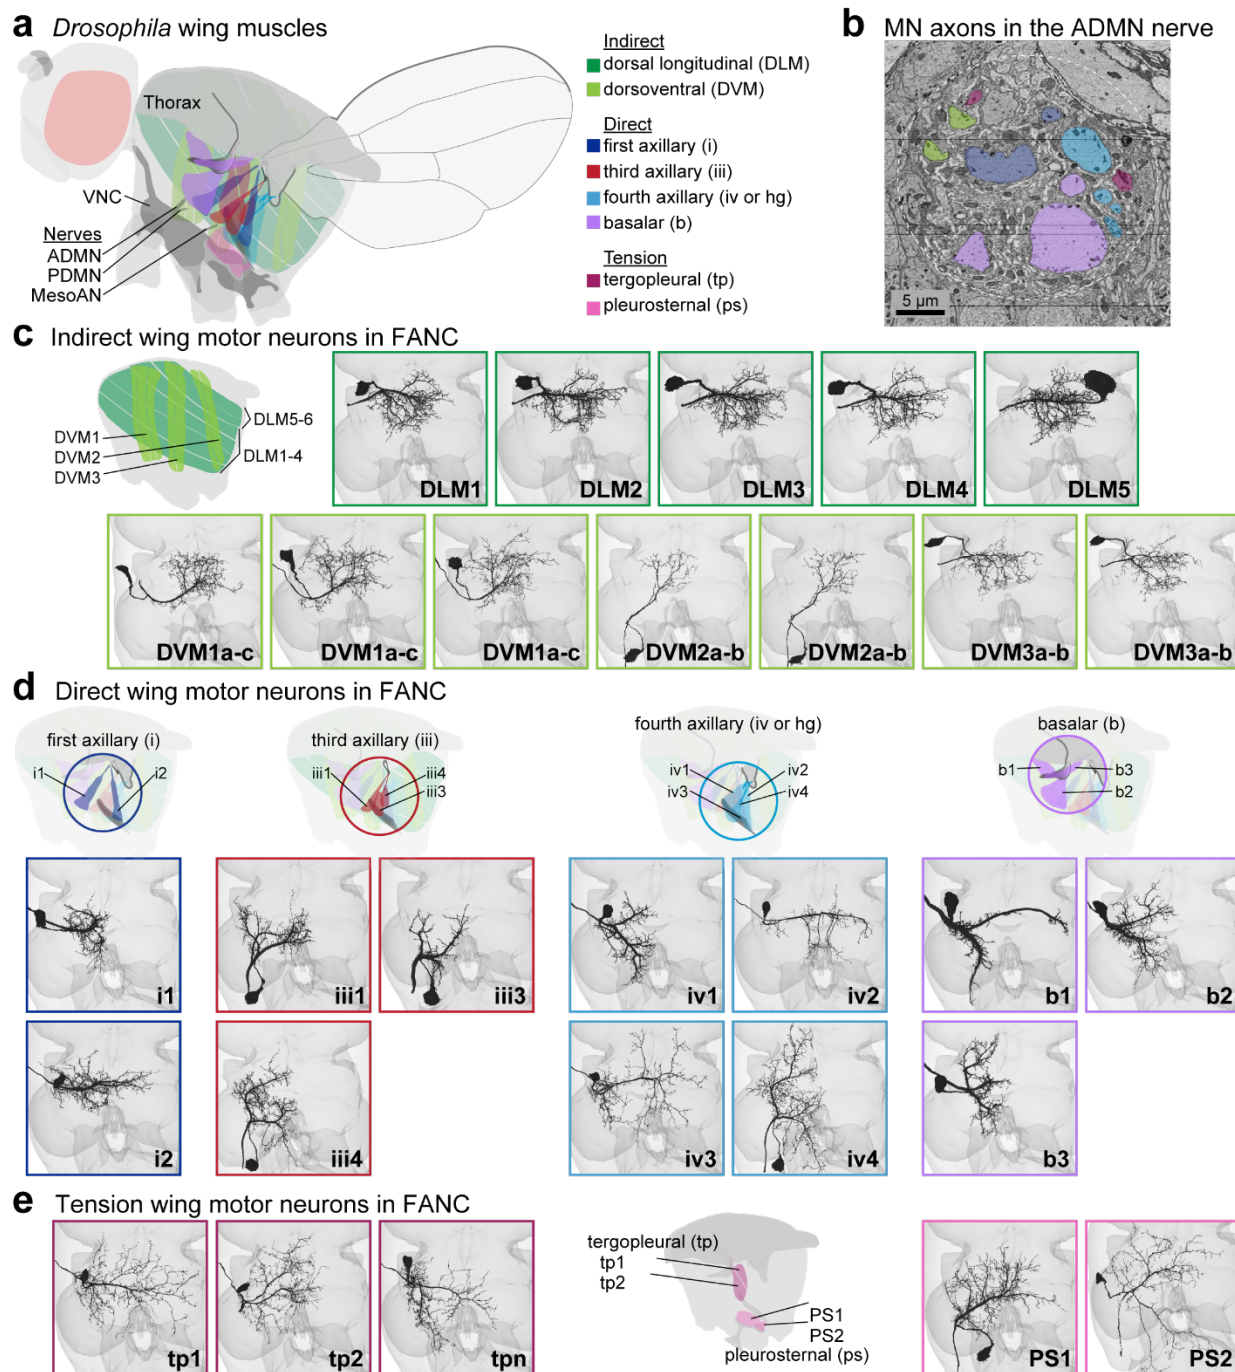 a Drosophila wing muscles
Thorax
VNC
Nerves
ADMN
PDMN
MesoAN
Indirect
dorsal longitudinal (DLM)
dorsoventral (DVM)
Direct
first axillary (i)
third axillary (iii)
fourth axillary (iv or hg)
basalar (b)
Tension
tergopleural (tp)
pleurosternal (ps)
b MN axons in the ADMN nerve
5 µm
c Indirect wing motor neurons in FANC
DVM1
DVM2
DVM3
DLM5-6
DLM1-4
DLM1
DLM2
DLM3
DLM4
DLM5
DVM1a-c
DVM1a-c
DVM1a-c
DVM2a-b
DVM2a-b
DVM3a-b
DVM3a-b
d Direct wing motor neurons in FANC
first axillary (i)
i1
i2
third axillary (iii)
iii1
iii4
iii3
fourth axillary (iv or hg)
iv1
iv2
iv3
iv4
basalar (b)
b1
b3
b2
i1
iii1
iii3
iv1
iv2
b1
b2
i2
iii4
iv3
iv4
b3
e Tension wing motor neurons in FANC
tp1
tp2
tpn
tergopleural (tp)
tp1
tp2
PS1
PS2
pleurosternal (ps)
PS1
PS2